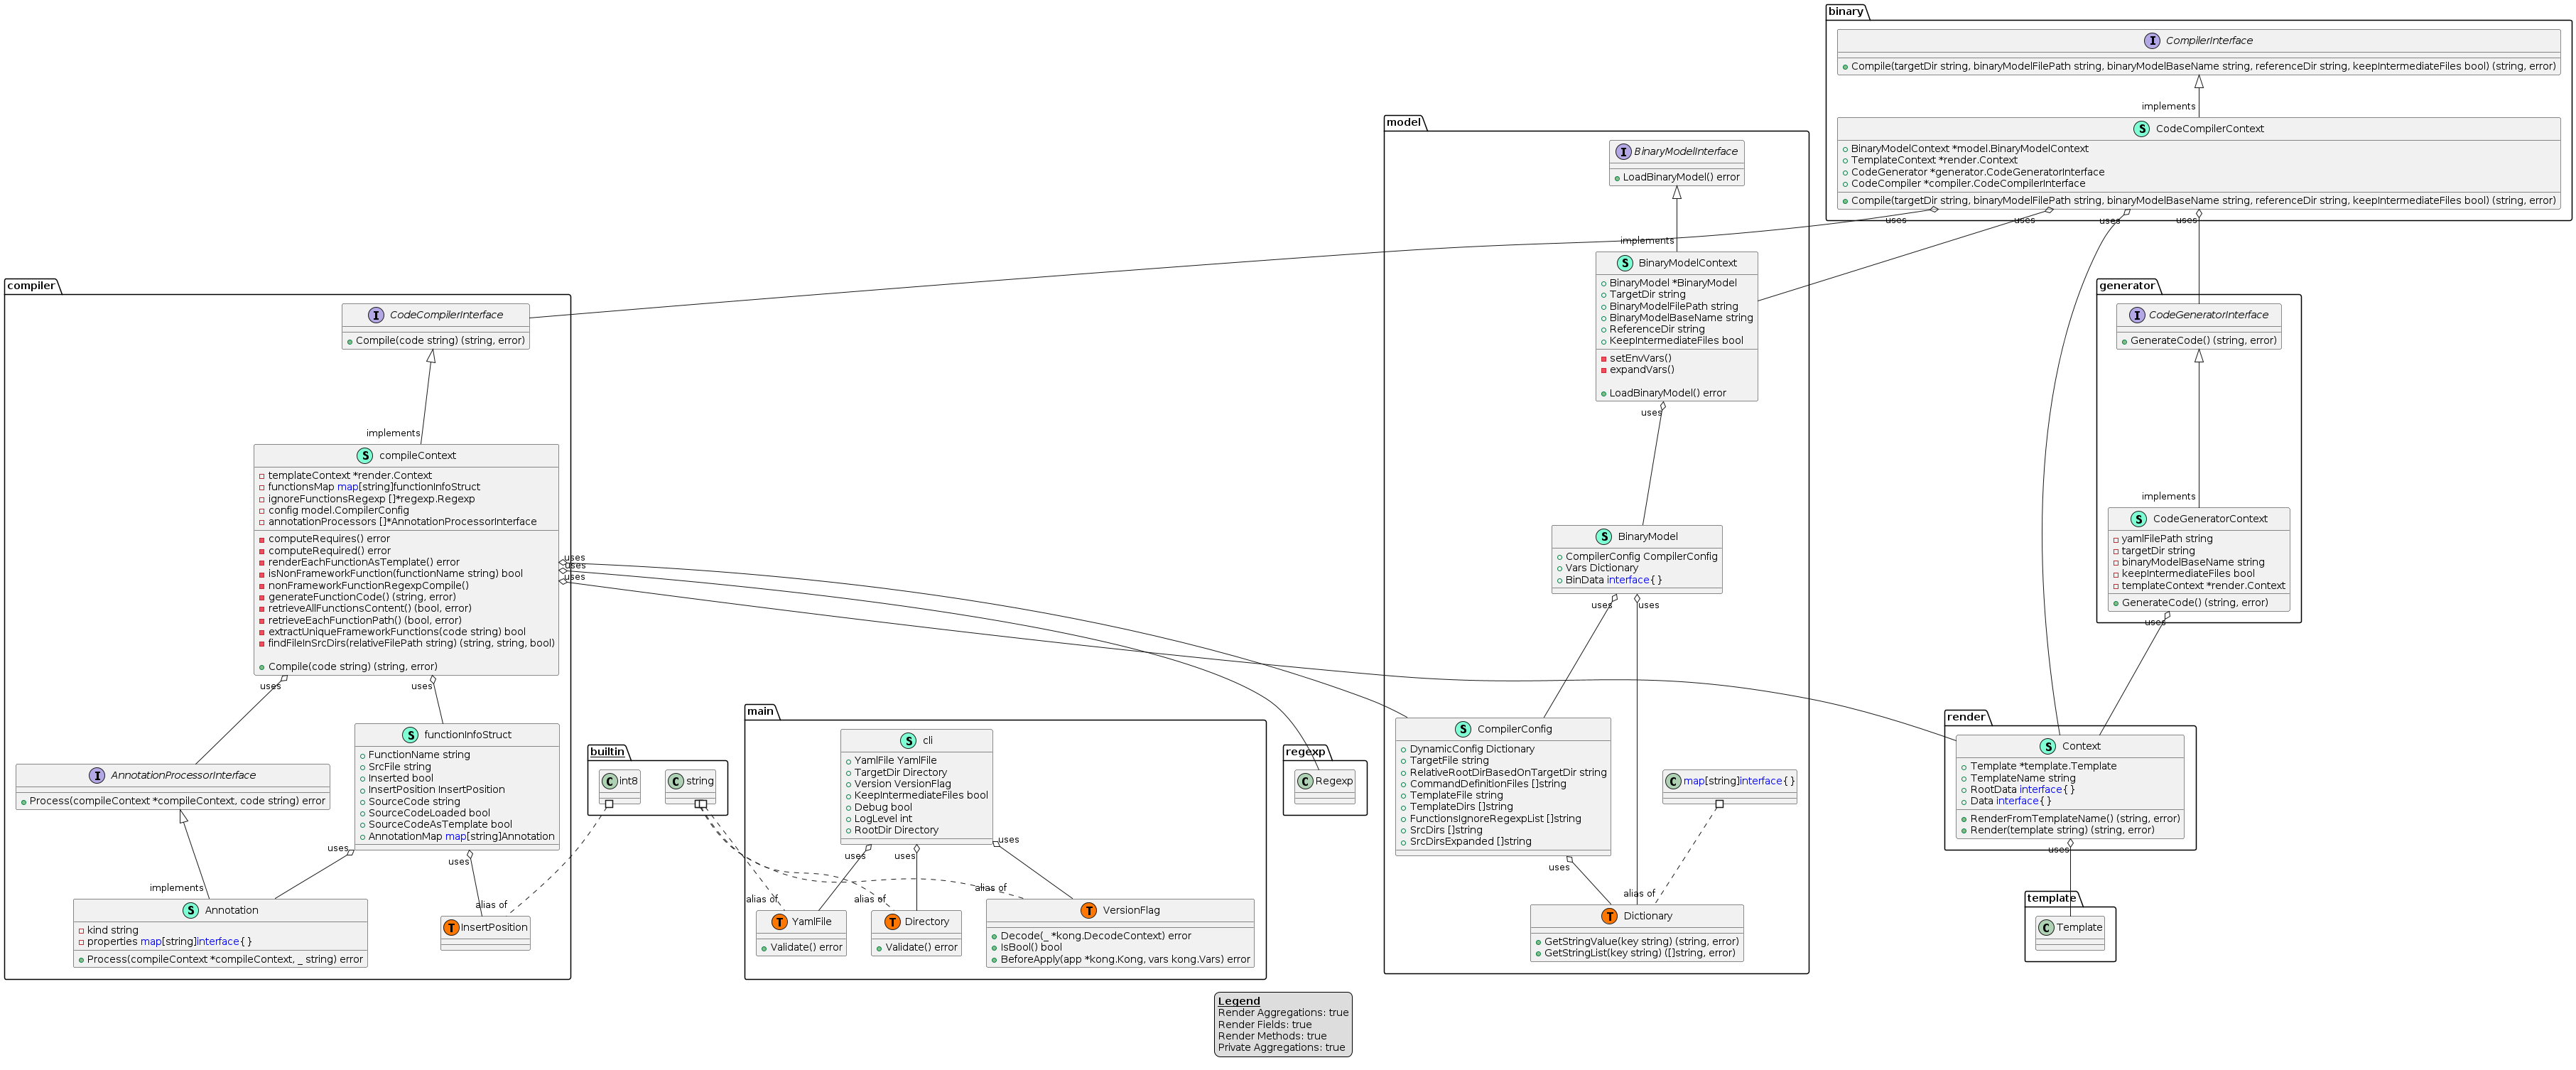 binary
CompilerInterface
Compile(targetDir string, binaryModelFilePath string, binaryModelBaseName string, referenceDir string, keepIntermediateFiles bool) (string, error)
implements
CodeCompilerContext
BinaryModelContext *model.BinaryModelContext
TemplateContext *render.Context
CodeGenerator *generator.CodeGeneratorInterface
CodeCompiler *compiler.CodeCompilerInterface
Compile(targetDir string, binaryModelFilePath string, binaryModelBaseName string, referenceDir string, keepIntermediateFiles bool) (string, error)
uses
uses
uses
uses
model
BinaryModelInterface
LoadBinaryModel() error
implements
BinaryModelContext
BinaryModel *BinaryModel
TargetDir string
BinaryModelFilePath string
BinaryModelBaseName string
ReferenceDir string
KeepIntermediateFiles bool
setEnvVars()
expandVars()
LoadBinaryModel() error
uses
BinaryModel
CompilerConfig CompilerConfig
Vars Dictionary
BinData interface{}
uses
uses
CompilerConfig
DynamicConfig Dictionary
TargetFile string
RelativeRootDirBasedOnTargetDir string
CommandDefinitionFiles []string
TemplateFile string
TemplateDirs []string
FunctionsIgnoreRegexpList []string
SrcDirs []string
SrcDirsExpanded []string
uses
map[string]interface{}
alias of
Dictionary
GetStringValue(key string) (string, error)
GetStringList(key string) ([]string, error)
generator
CodeGeneratorInterface
GenerateCode() (string, error)
implements
CodeGeneratorContext
yamlFilePath string
targetDir string
binaryModelBaseName string
keepIntermediateFiles bool
templateContext *render.Context
GenerateCode() (string, error)
uses
render
Context
Template *template.Template
TemplateName string
RootData interface{}
Data interface{}
RenderFromTemplateName() (string, error)
Render(template string) (string, error)
uses
template
Template
compiler
CodeCompilerInterface
Compile(code string) (string, error)
implements
compileContext
templateContext *render.Context
functionsMap map[string]functionInfoStruct
ignoreFunctionsRegexp []*regexp.Regexp
config model.CompilerConfig
annotationProcessors []*AnnotationProcessorInterface
computeRequires() error
computeRequired() error
renderEachFunctionAsTemplate() error
isNonFrameworkFunction(functionName string) bool
nonFrameworkFunctionRegexpCompile()
generateFunctionCode() (string, error)
retrieveAllFunctionsContent() (bool, error)
retrieveEachFunctionPath() (bool, error)
extractUniqueFrameworkFunctions(code string) bool
findFileInSrcDirs(relativeFilePath string) (string, string, bool)
Compile(code string) (string, error)
uses
uses
uses
uses
uses
functionInfoStruct
FunctionName string
SrcFile string
Inserted bool
InsertPosition InsertPosition
SourceCode string
SourceCodeLoaded bool
SourceCodeAsTemplate bool
AnnotationMap map[string]Annotation
AnnotationProcessorInterface
Process(compileContext *compileContext, code string) error
uses
uses
implements
alias of
Annotation
kind string
properties map[string]interface{}
Process(compileContext *compileContext, _ string) error
InsertPosition
builtin
int8
string
main
cli
YamlFile YamlFile
TargetDir Directory
Version VersionFlag
KeepIntermediateFiles bool
Debug bool
LogLevel int
RootDir Directory
uses
uses
uses
alias of
alias of
alias of
YamlFile
Validate() error
Directory
Validate() error
VersionFlag
Decode(_ *kong.DecodeContext) error
IsBool() bool
BeforeApply(app *kong.Kong, vars kong.Vars) error
regexp
Regexp
Legend
Render Aggregations: true
Render Fields: true
Render Methods: true
Private Aggregations: true